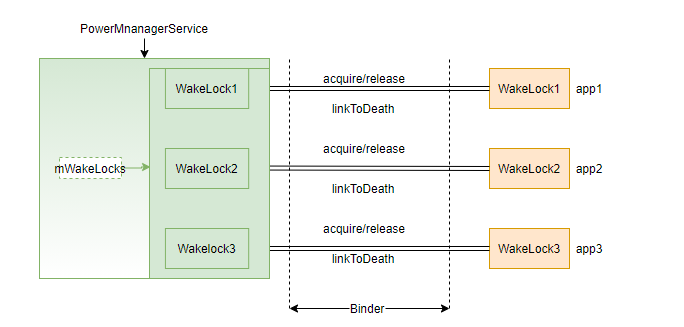 PowerMnanagerService
WakeLock1
acquire/release
linkToDeath
WakeLock1
app1
mWakeLocks
WakeLock2
acquire/release
linkToDeath
WakeLock2
app2
Wakelock3
acquire/release
linkToDeath
WakeLock3
app3
Binder